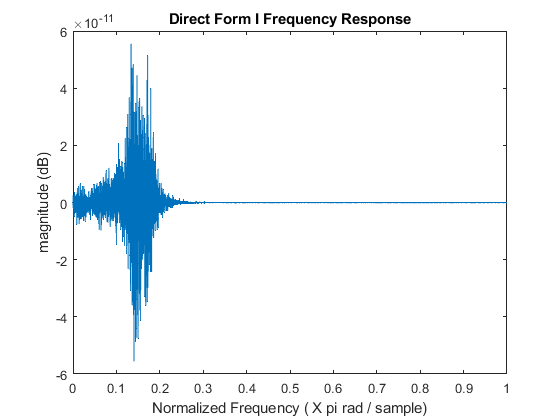 Direct Form I Frequency Response
×10⁻¹¹
6
4
2
0
-2
-4
-6
magnitude (dB)
0 0.1 0.2 0.3 0.4 0.5 0.6 0.7 0.8 0.9 1
Normalized Frequency ( X pi rad / sample)